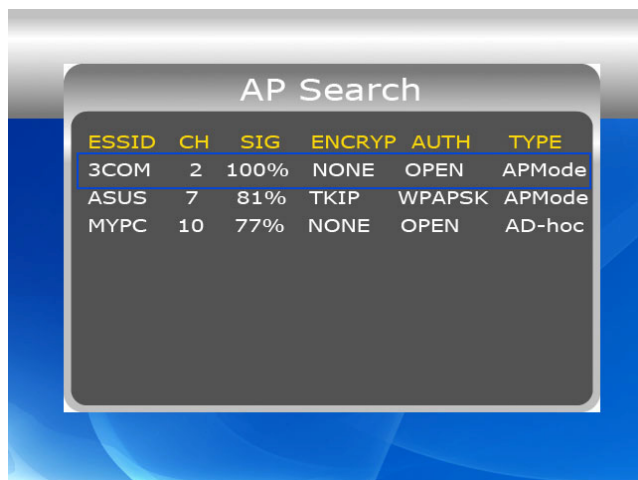 AP Search
ESSID CH SIG ENCRYP AUTH TYPE
3COM 2 100% NONE OPEN APMode
ASUS 7 81% TKIP WPAPSK APMode
MYPC 10 77% NONE OPEN AD-hoc